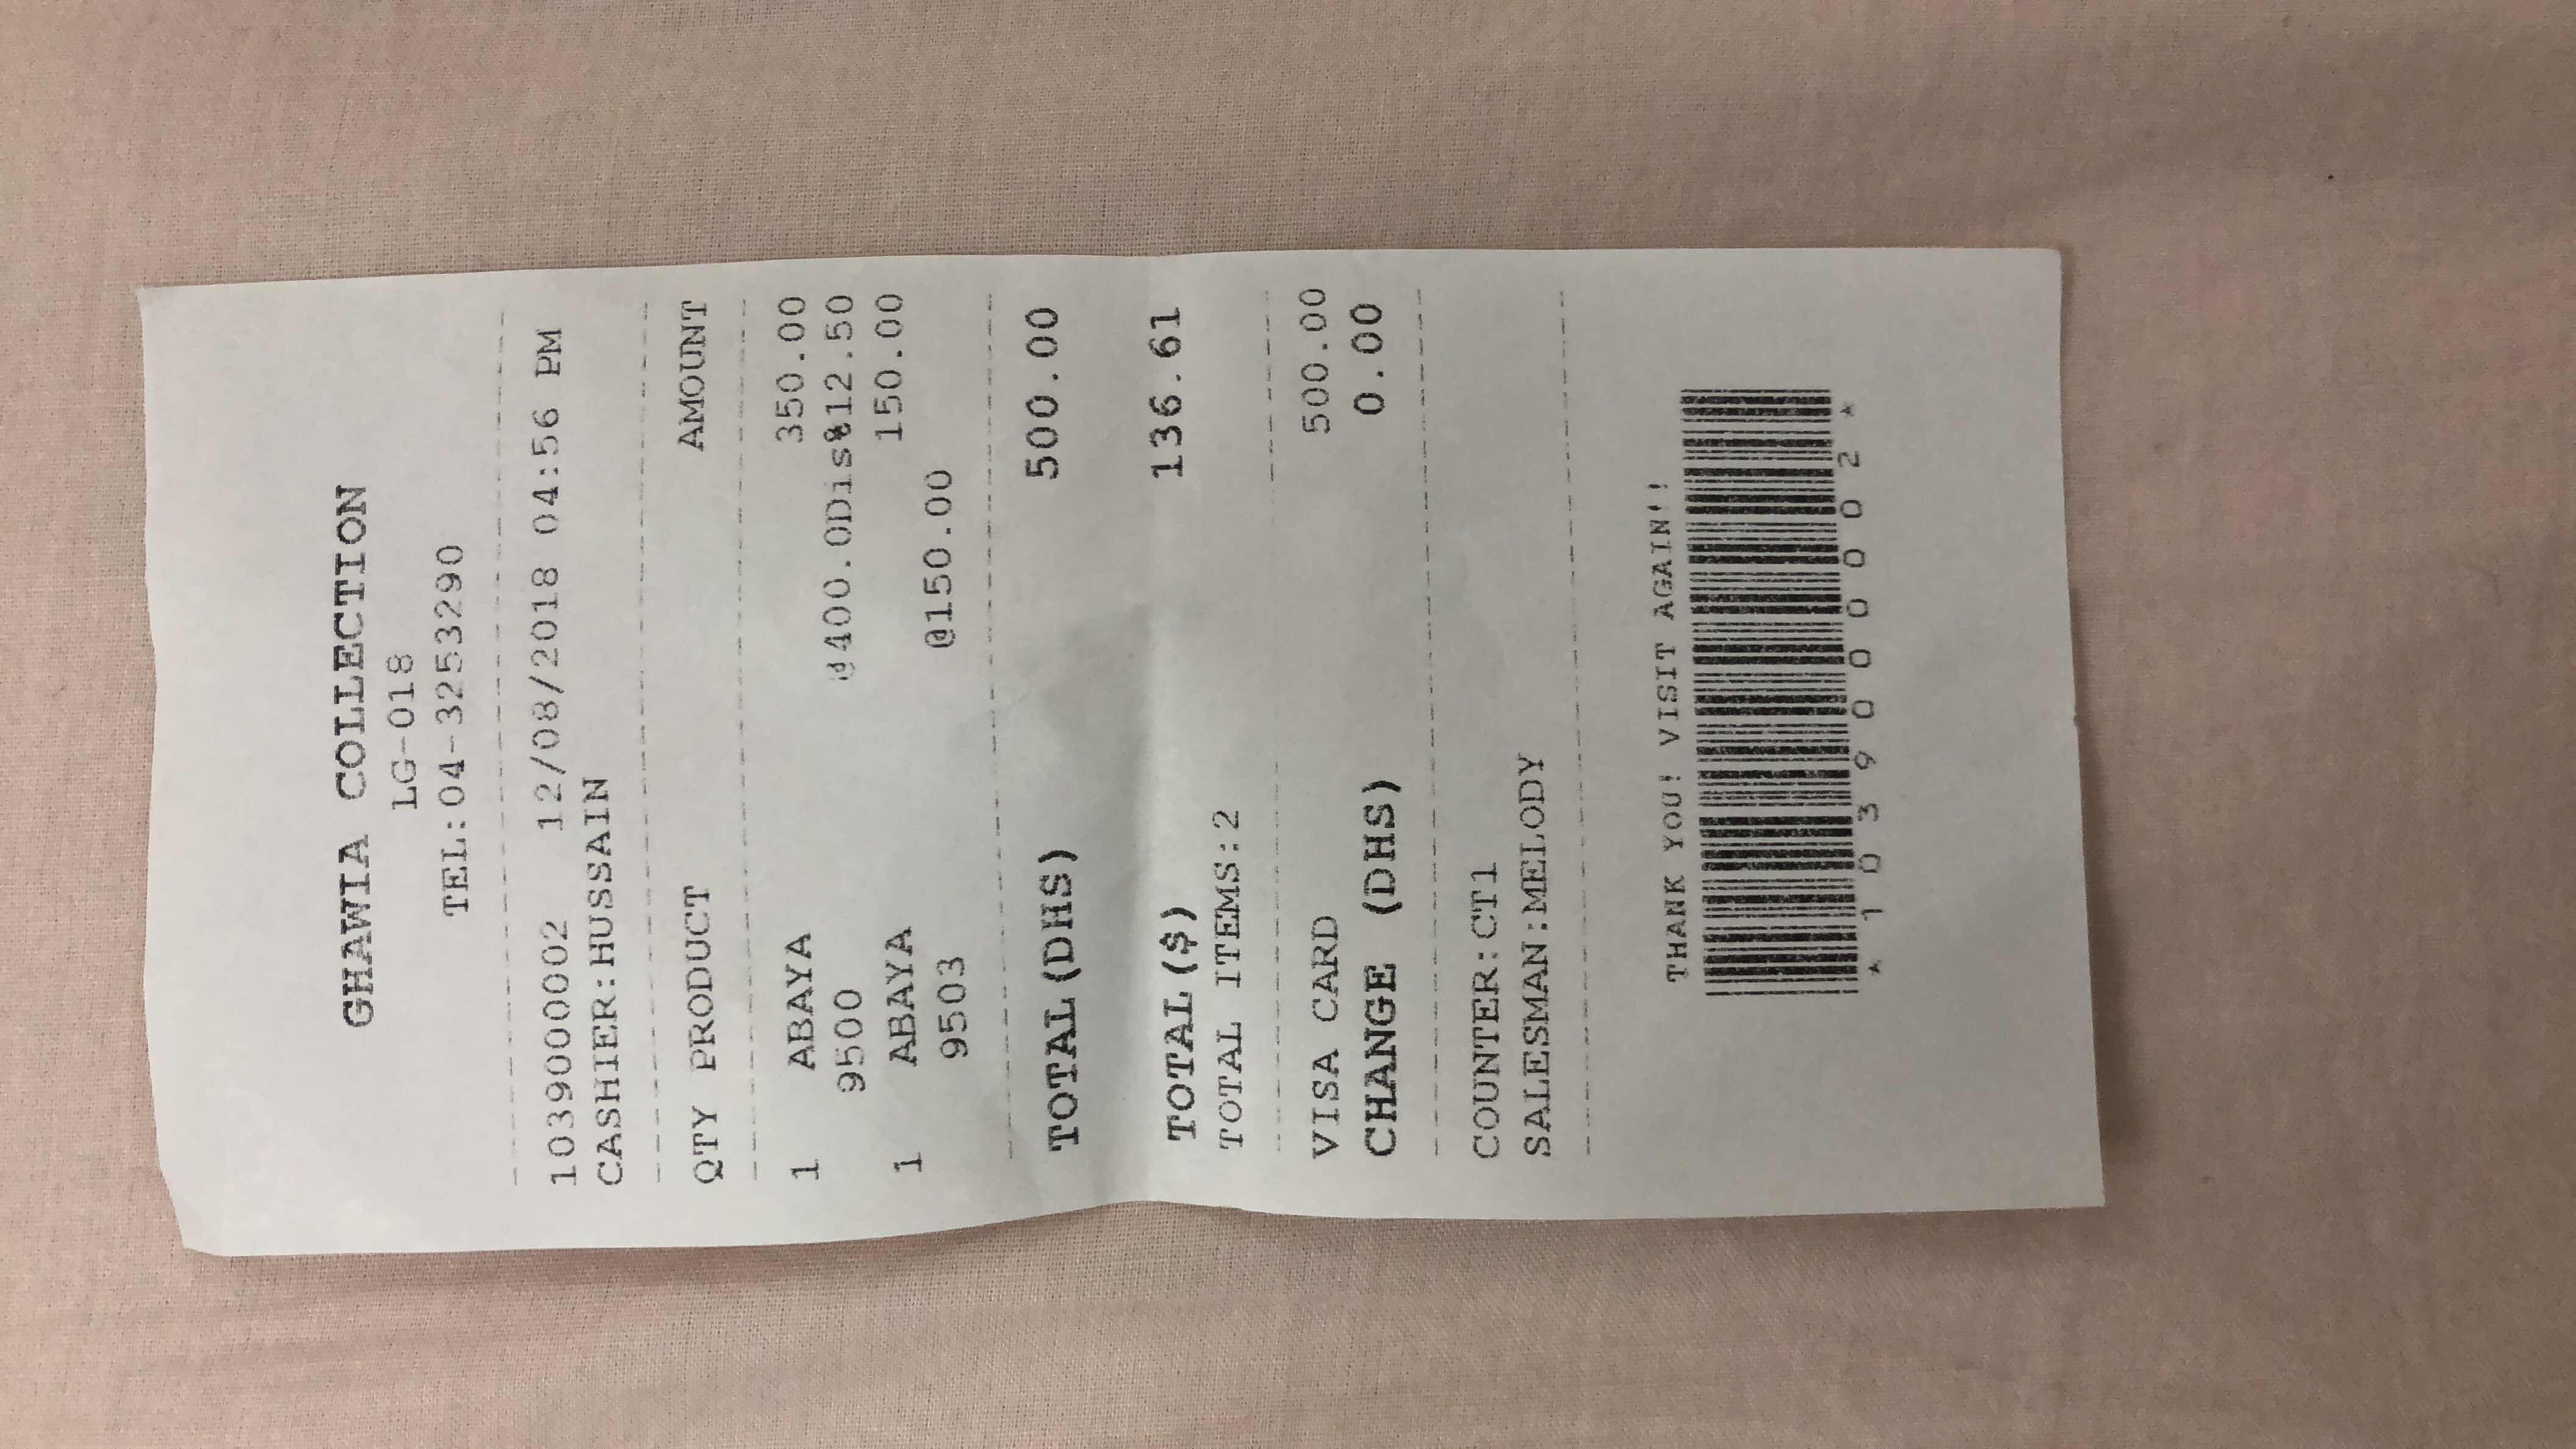 GHAWIA COLLECTION
LG-018
TEL:04-3253290
1039000002 12/08/2018 04:56 PM
CASHIER:HUSSAIN
QTY PRODUCT AMOUNT
1 ABAYA 350.00
9500 @400.0Dis%12.50
1 ABAYA 150.00
9503 @150.00
TOTAL(DHS) 500.00
TOTAL($) 136.61
TOTAL ITEMS:2
VISA CARD 500.00
CHANGE (DHS) 0.00
COUNTER:CT1
SALESMAN:MELODY
THANK YOU! VISIT AGAIN!!
*1039000002*